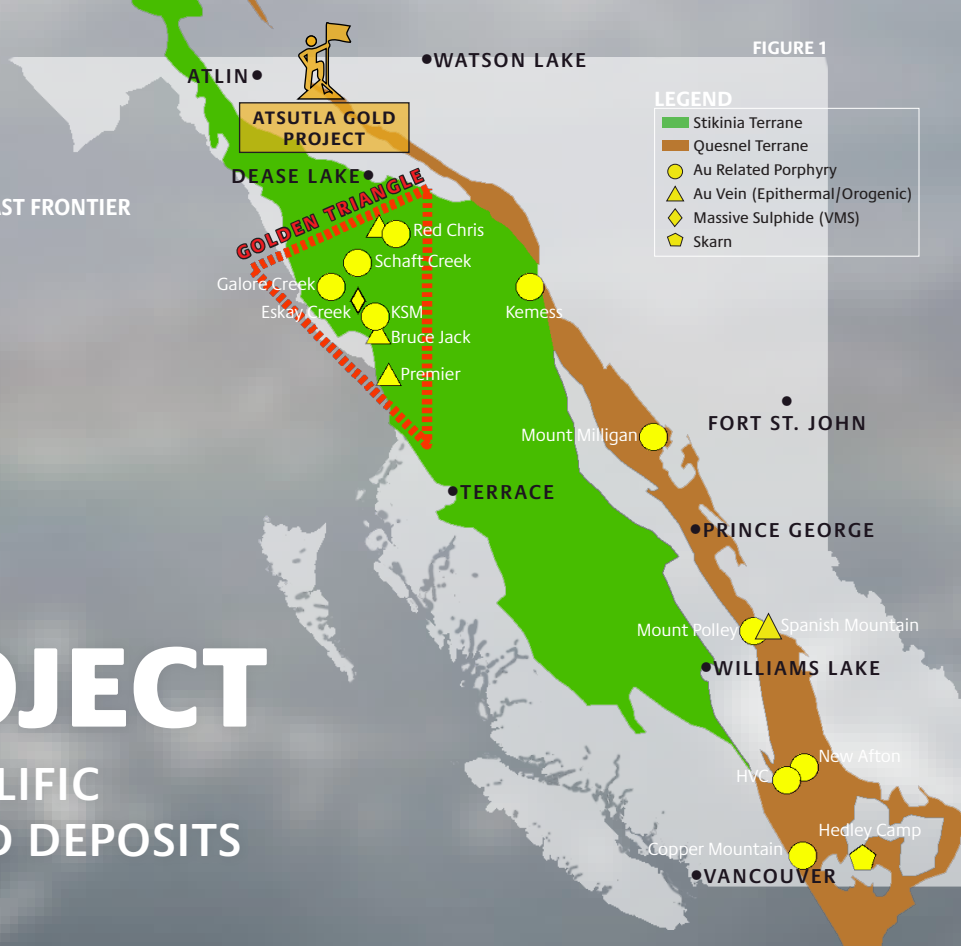 FIGURE 1
WATSON LAKE
ATLIN
LEGEND
Stikinia Terrane
Quesnel Terrane
Au Related Porphyry
Au Vein (Epithermal/Orogenic)
Massive Sulphide (VMS)
Skarn
ATSUTLA GOLD
PROJECT
DEASE LAKE
GOLDEN TRIANGLE
ST FRONTIER
Red Chris
Schaft Creek
Galore Creek
Eskay Creek
KSM
Kemess
Bruce Jack
Premier
FORT ST. JOHN
Mount Milligan
TERRACE
PRINCE GEORGE
Spanish Mountain
Mount Polley
WILLIAMS LAKE
OJECT
New Afton
HVC
LIFIC
D DEPOSITS
Hedley Camp
Copper Mountain
VANCOUVER